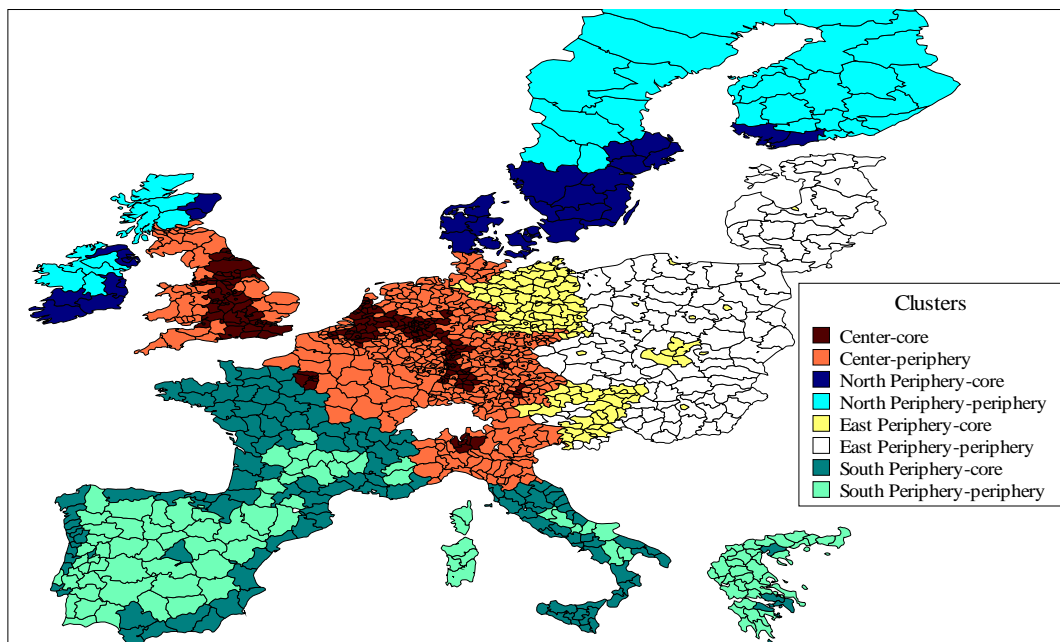 Clusters
Center-core
Center-periphery
North Periphery-core
North Periphery-periphery
East Periphery-core
East Periphery-periphery
South Periphery-core
South Periphery-periphery